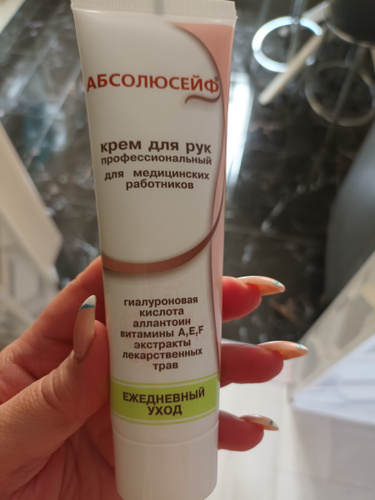 АБСОЛЮСЕЙФ®
крем для рук
профессиональный
для медицинских
работников
гиалуроновая
кислота
аллантоин
витамины А,Е,F
экстракты
лекарственных
трав
ЕЖЕДНЕВНЫЙ
УХОД